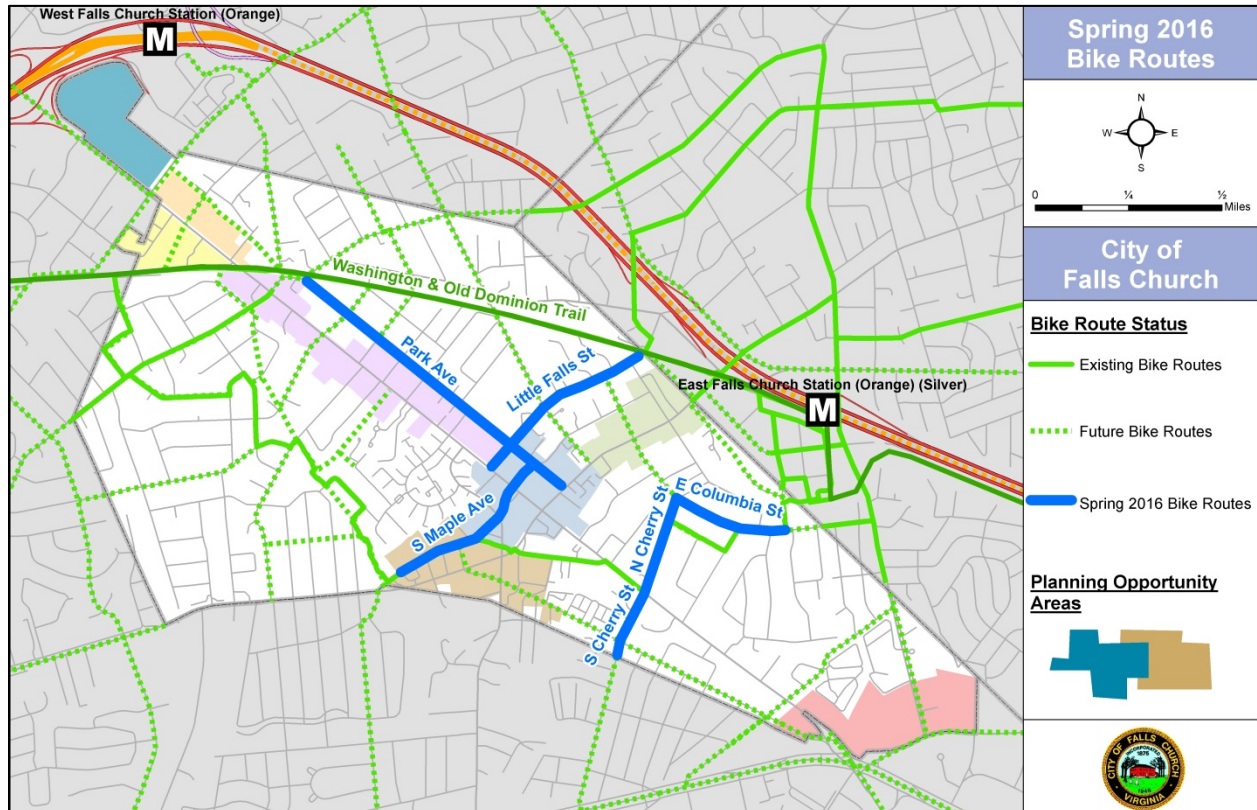 West Falls Church Station (Orange)
M
Washington & Old Dominion Trail
Park Ave
Little Falls St
East Falls Church Station (Orange) (Silver)
M
S Maple Ave
E Columbia St
N Cherry St
S Cherry St
Spring 2016
Bike Routes
N
W E
S
0 ¼ ½
Miles
City of
Falls Church
Bike Route Status
Existing Bike Routes
Future Bike Routes
Spring 2016 Bike Routes
Planning Opportunity
Areas
CITY OF FALLS CHURCH
INCORPORATED
1875
1948
VIRGINIA